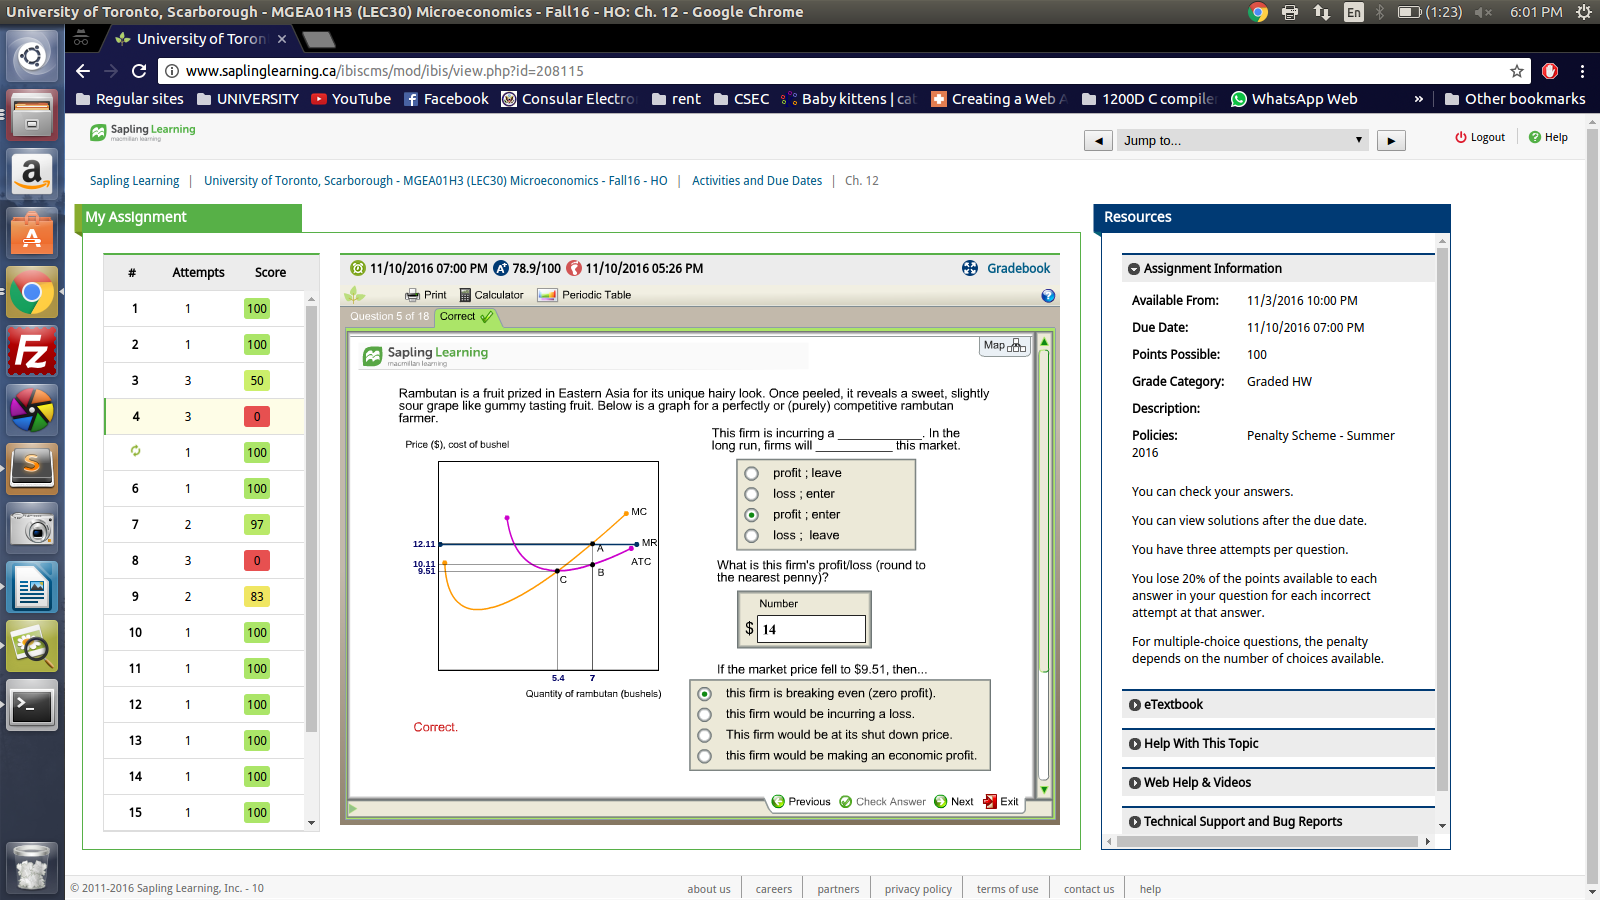 University of Toronto, Scarborough - MGEA01H3 (LEC30) Microeconomics - Fall16 - HO: Ch. 12 - Google Chrome
En (1:23) 6:01 PM
University of Toron
www.saplinglearning.ca/ibiscms/mod/ibis/view.php?id=208115
Regular sites UNIVERSITY YouTube Facebook Consular Electro rent CSEC Baby kittens | cat Creating a Web A 1200D C compiler WhatsApp Web » Other bookmarks
Sapling Learning
macmillan learning
Jump to...
Logout Help
Sapling Learning | University of Toronto, Scarborough - MGEA01H3 (LEC30) Microeconomics - Fall16 - HO | Activities and Due Dates | Ch. 12
My Assignment
# Attempts Score
1 1 100
2 1 100
3 3 50
4 3 0
1 100
6 1 100
7 2 97
8 3 0
9 2 83
10 1 100
11 1 100
12 1 100
13 1 100
14 1 100
15 1 100
11/10/2016 07:00 PM 78.9/100 11/10/2016 05:26 PM Gradebook
Print Calculator Periodic Table
Question 5 of 18 Correct
Map
Sapling Learning
macmillan learning
Rambutan is a fruit prized in Eastern Asia for its unique hairy look. Once peeled, it reveals a sweet, slightly
sour grape like gummy tasting fruit. Below is a graph for a perfectly or (purely) competitive rambutan
farmer.
Price ($), cost of bushel
MC
12.11
MR
A
10.11
9.51
ATC
B
C
5.4 7
Quantity of rambutan (bushels)
Correct.
This firm is incurring a ____________. In the
long run, firms will ___________ this market.
profit ; leave
loss ; enter
profit ; enter
loss ; leave
What is this firm's profit/loss (round to
the nearest penny)?
Number
$ 14
If the market price fell to $9.51, then...
this firm is breaking even (zero profit).
this firm would be incurring a loss.
This firm would be at its shut down price.
this firm would be making an economic profit.
Previous Check Answer Next Exit
Resources
Assignment Information
Available From: 11/3/2016 10:00 PM
Due Date: 11/10/2016 07:00 PM
Points Possible: 100
Grade Category: Graded HW
Description:
Policies: Penalty Scheme - Summer
2016
You can check your answers.
You can view solutions after the due date.
You have three attempts per question.
You lose 20% of the points available to each
answer in your question for each incorrect
attempt at that answer.
For multiple-choice questions, the penalty
depends on the number of choices available.
eTextbook
Help With This Topic
Web Help & Videos
Technical Support and Bug Reports
© 2011-2016 Sapling Learning, Inc. - 10
about us | careers | partners | privacy policy | terms of use | contact us | help